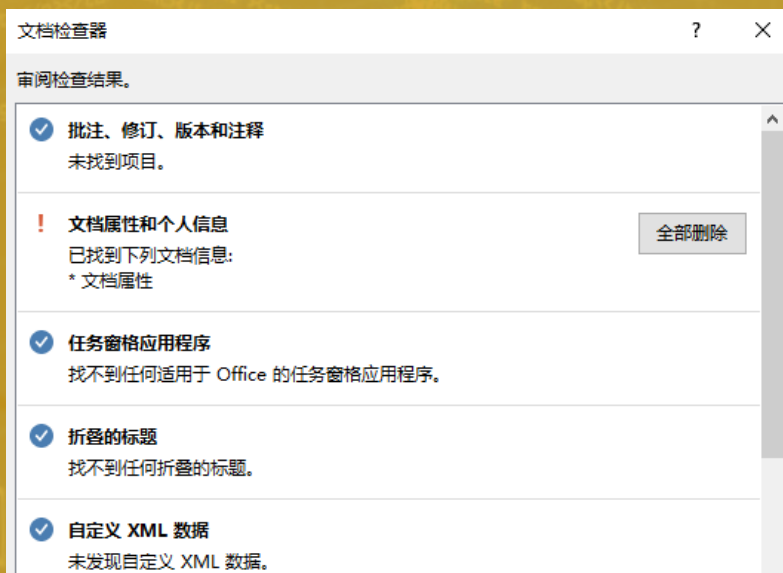 文档检查器
审阅检查结果。
批注、修订、版本和注释
未找到项目。
文档属性和个人信息
全部删除
已找到下列文档信息:
* 文档属性
任务窗格应用程序
找不到任何适用于 Office 的任务窗格应用程序。
折叠的标题
找不到任何折叠的标题。
自定义 XML 数据
未发现自定义 XML 数据。